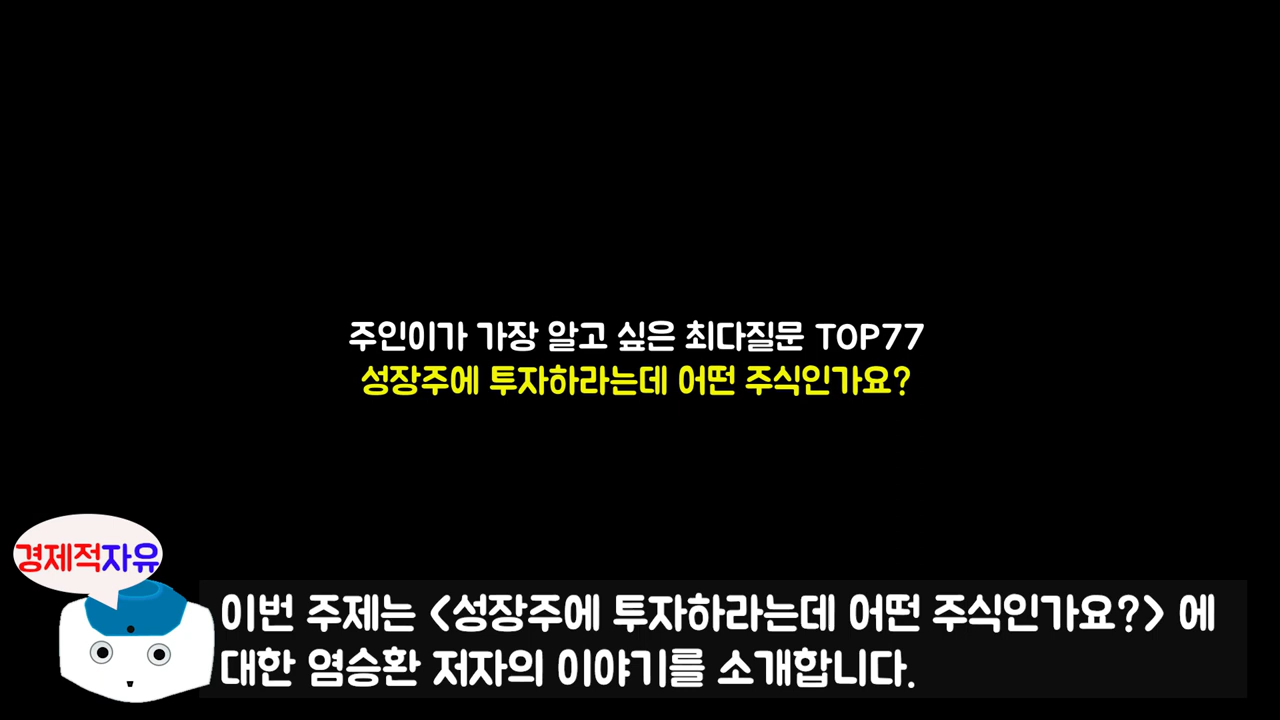 주인이가 가장 알고 싶은 최다질문 TOP77
성장주에 투자하라는데 어떤 주식인가요?
경제적자유
이번 주제는 <성장주에 투자하라는데 어떤 주식인가요?> 에
대한 염승환 저자의 이야기를 소개합니다.